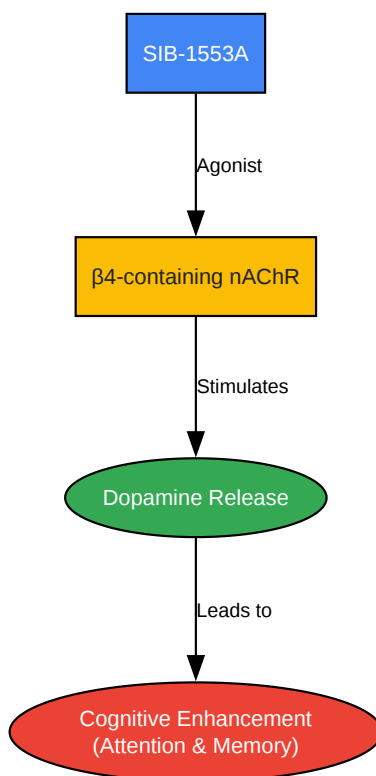 SIB-1553A
Agonist
β4-containing nAChR
Stimulates
Dopamine Release
Leads to
Cognitive Enhancement
(Attention & Memory)